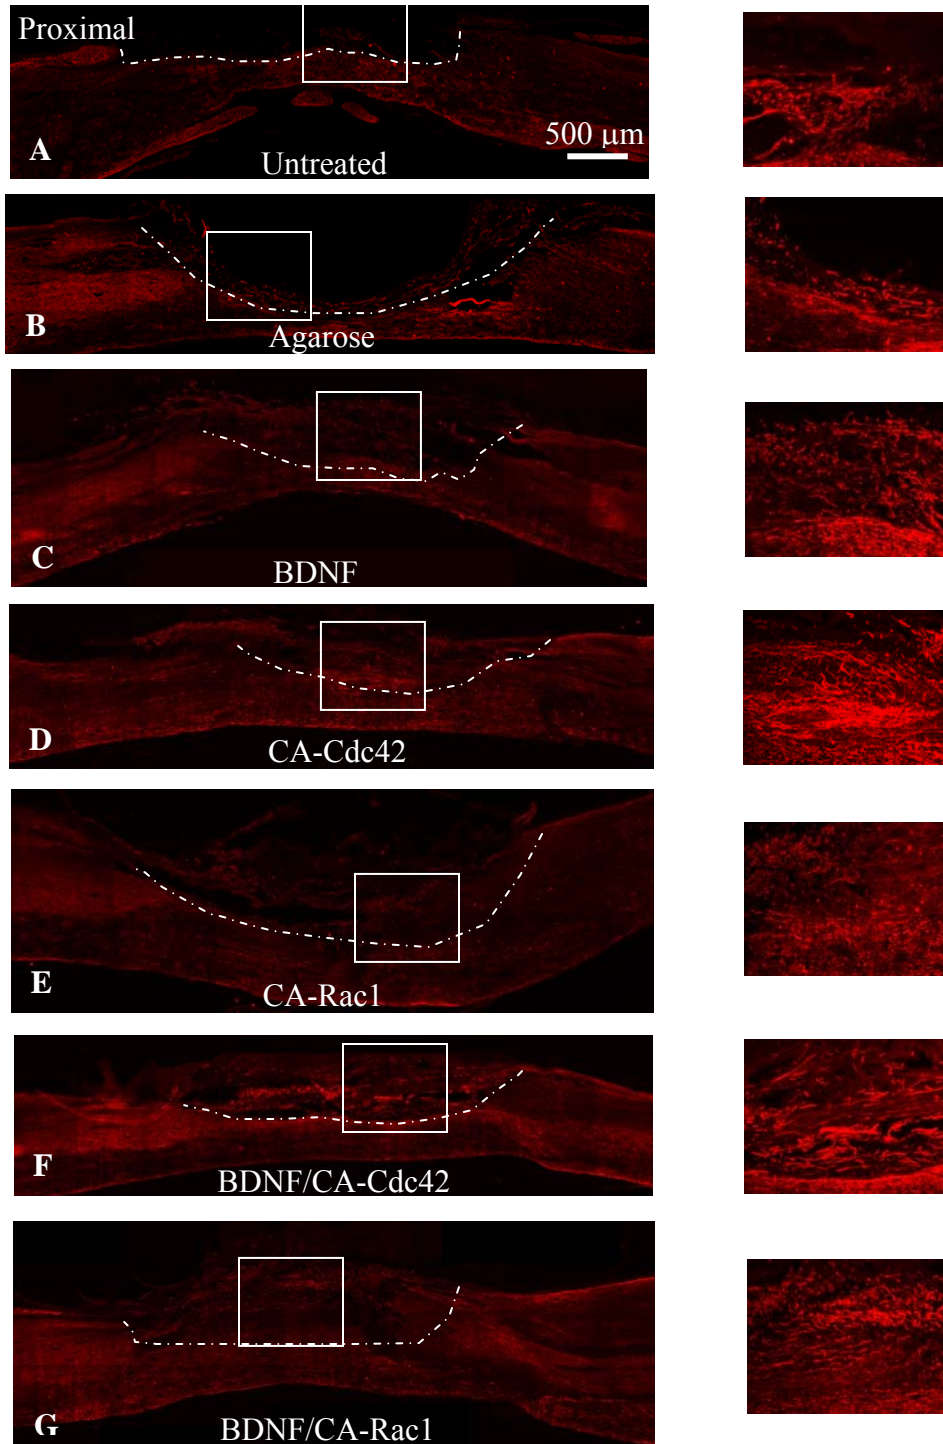 Proximal
500 µm
A
Untreated
B
Agarose
C
BDNF
D
CA-Cdc42
E
CA-Rac1
F
BDNF/CA-Cdc42
G
BDNF/CA-Rac1